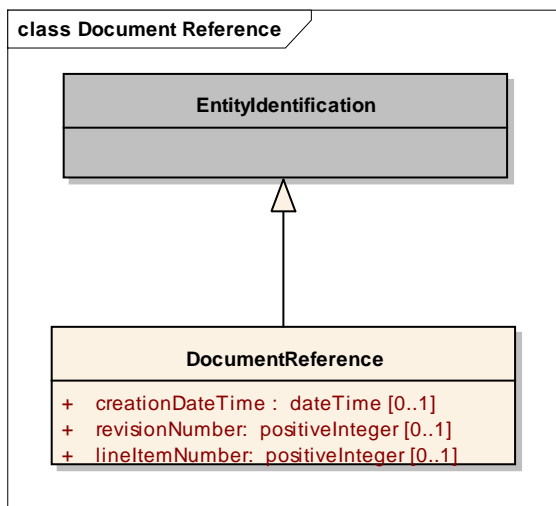 class Document Reference
EntityIdentification
DocumentReference
+ creationDateTime : dateTime [0..1]
+ revisionNumber: positiveInteger [0..1]
+ lineItemNumber: positiveInteger [0..1]